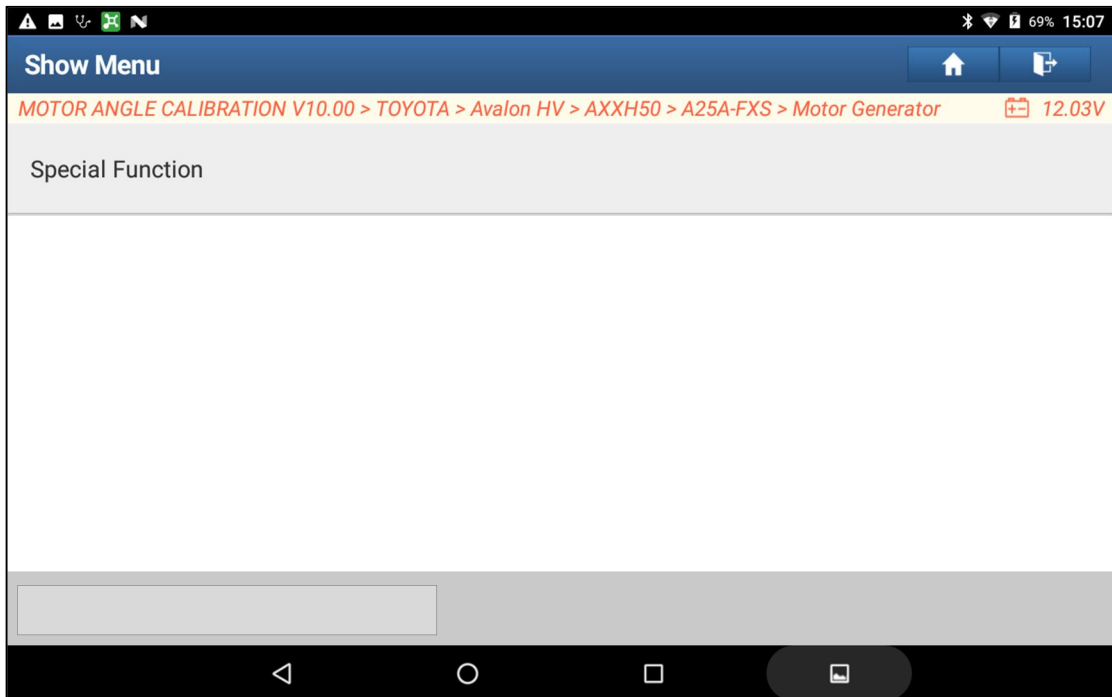 69% 15:07
Show Menu
MOTOR ANGLE CALIBRATION V10.00 > TOYOTA > Avalon HV > AXXH50 > A25A-FXS > Motor Generator 12.03V
Special Function